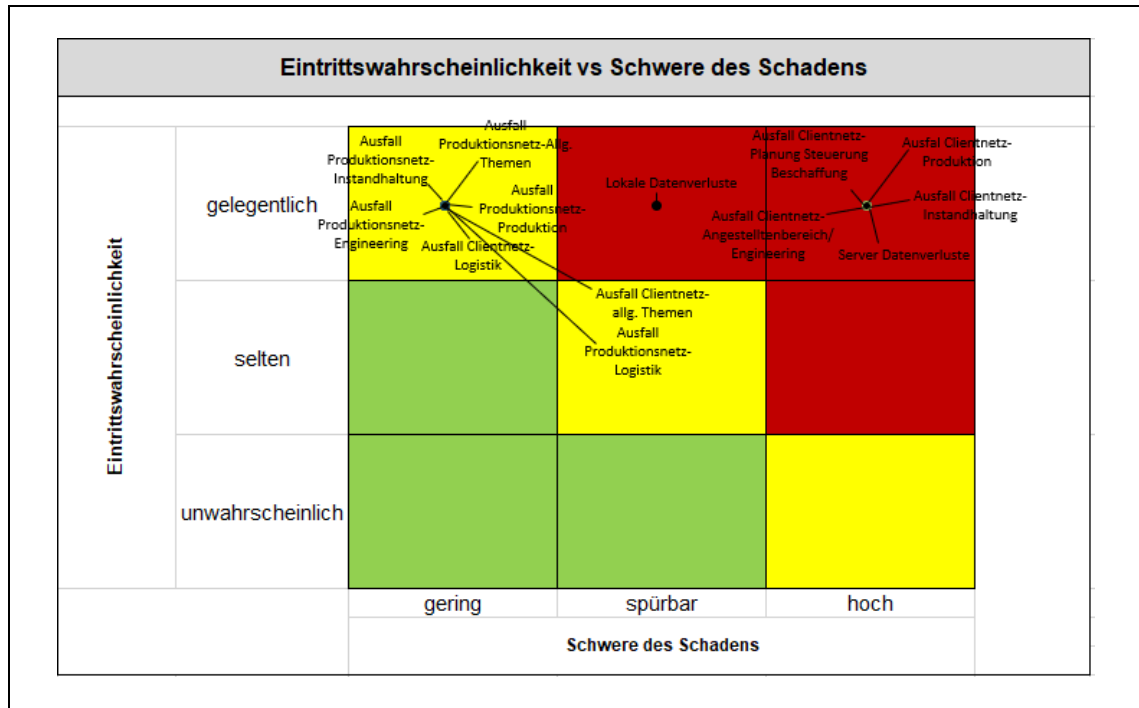 Eintrittswahrscheinlichkeit vs Schwere des Schadens
Eintrittswahrscheinlichkeit
gelegentlich
Ausfall
Produktionsnetz-
Instandhaltung
Ausfall
Produktionsnetz-Allg.
Themen
Ausfall
Produktionsnetz-
Engineering
Ausfall
Produktionsnetz-
Produktion
Ausfall Clientnetz-
Logistik
Lokale Datenverluste
Ausfall Clientnetz-
Planung Steuerung
Beschaffung
Ausfal Clientnetz-
Produktion
Ausfall Clientnetz-
Instandhaltung
Ausfall Clientnetz-
Angestelltenbereich/
Engineering
Server Datenverluste
selten
Ausfall Clientnetz-
allg. Themen
Ausfall
Produktionsnetz-
Logistik
unwahrscheinlich
gering
spürbar
hoch
Schwere des Schadens